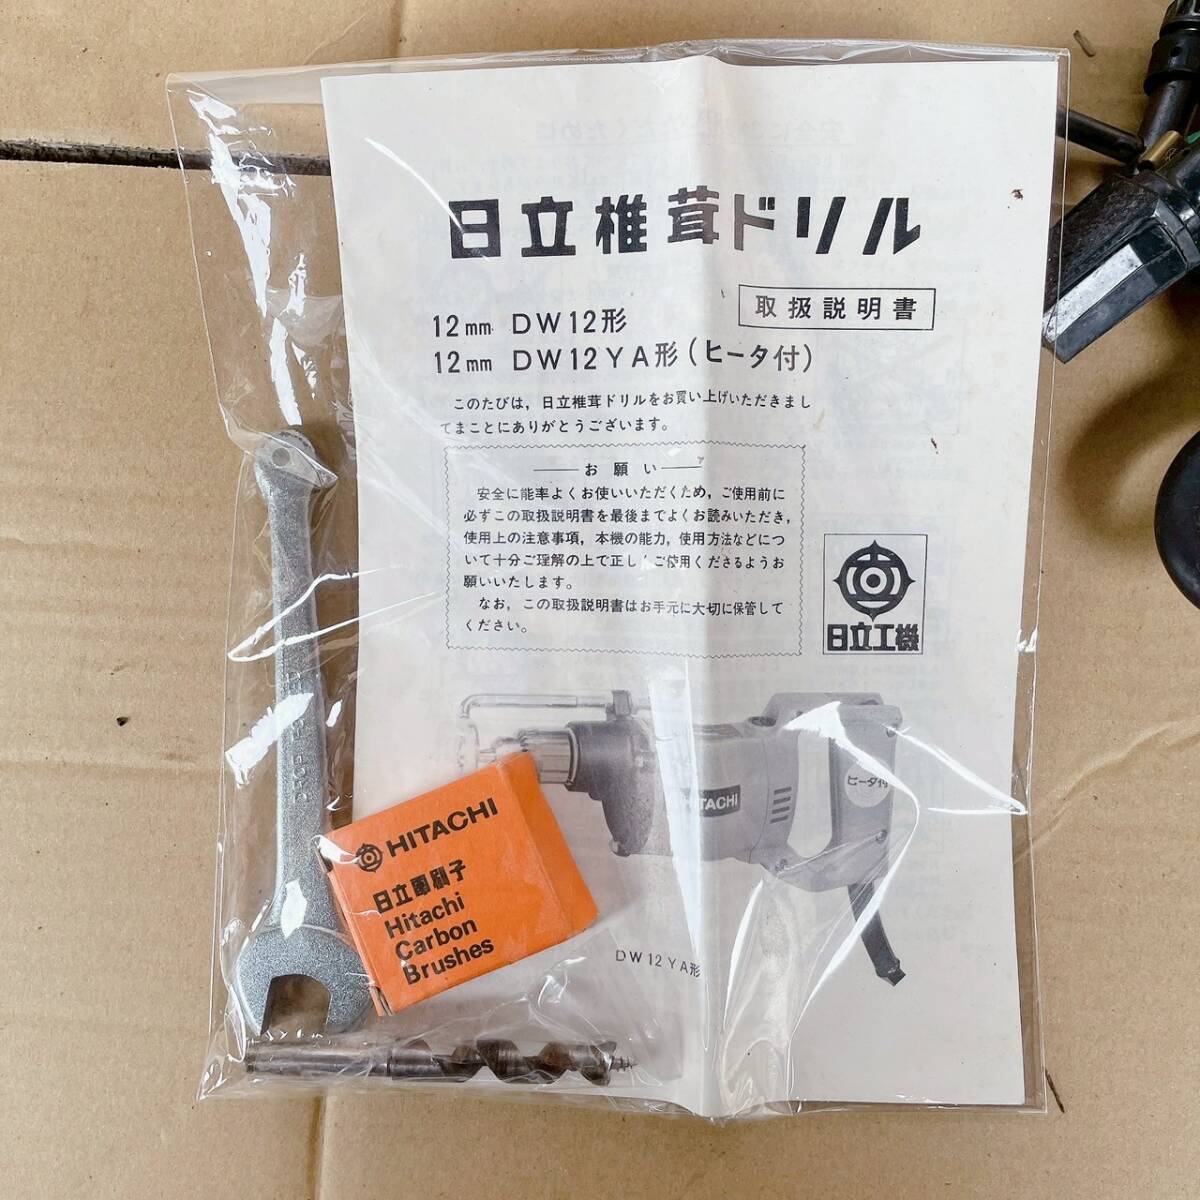 日立椎茸ドリル
取扱説明書
12mm DW12形
12mm DW12YA形(ヒータ付)
このたびは，日立椎茸ドリルをお買い上げいただきまし
てまことにありがとうございます。
お願い
安全に能率よくお使いいただくため，ご使用前に
必ずこの取扱説明書を最後までよくお読みいただき，
使用上の注意事項，本機の能力，使用方法などにつ
いて十分ご理解の上で正しくご使用くださるようお
願いいたします。
なお，この取扱説明書はお手元に大切に保管して
ください。
日立工機
ヒータ付
HITACHI
DW12YA形
HITACHI
日立電刷子
Hitachi
Carbon
Brushes